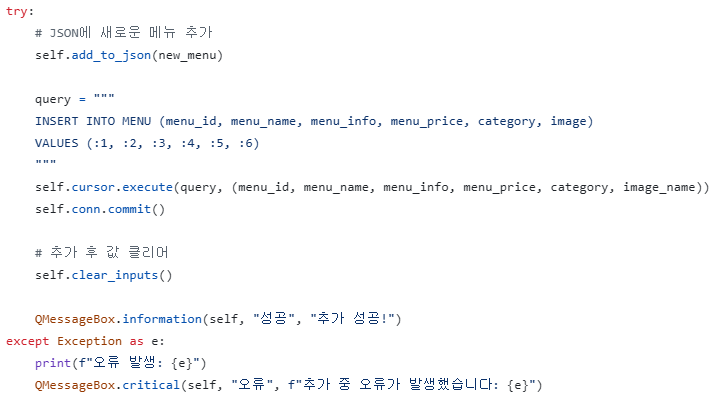 try:
    # JSON에 새로운 메뉴 추가
    self.add_to_json(new_menu)

    query = """
    INSERT INTO MENU (menu_id, menu_name, menu_info, menu_price, category, image)
    VALUES (:1, :2, :3, :4, :5, :6)
    """
    self.cursor.execute(query, (menu_id, menu_name, menu_info, menu_price, category, image_name))
    self.conn.commit()

    # 추가 후 값 클리어
    self.clear_inputs()

    QMessageBox.information(self, "성공", "추가 성공!")
except Exception as e:
    print(f"오류 발생: {e}")
    QMessageBox.critical(self, "오류", f"추가 중 오류가 발생했습니다: {e}")